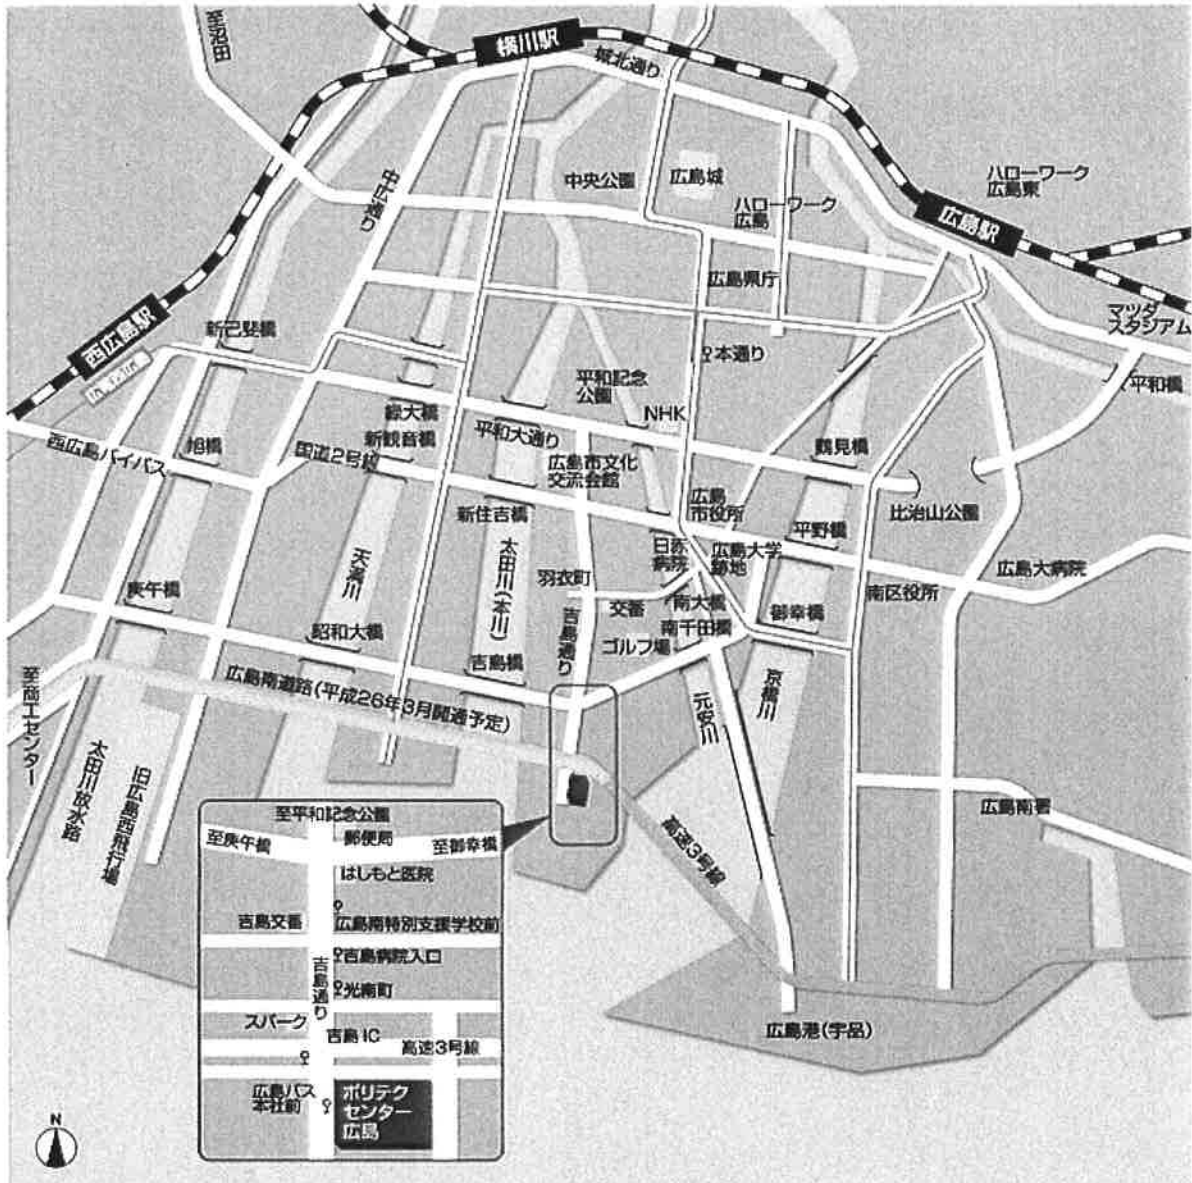 至沼田
横川駅
城北通り
中広通り
中央公園
広島城
ハローワーク
広島東
ハローワーク
広島
広島駅
広島県庁
マツダ
スタジアム
西広島駅
新己斐橋
本通り
平和記念
公園
平和橋
NHK
緑大橋
平和大通り
鶴見橋
西広島バイパス
旭橋
国道2号線
新観音橋
広島市文化
交流会館
広島
市役所
比治山公園
新住吉橋
平野橋
天満川
太田川(本川)
日赤
病院
広島大学
跡地
広島大病院
羽衣町
庚午橋
交番
南大橋
御幸橋
南区役所
昭和大橋
吉島通り
ゴルフ場
南千田橋
吉島橋
至商工センター
広島南道路(平成26年3月開通予定)
元安川
京橋川
太田川放水路
旧広島西飛行場
高速3号線
広島南署
広島港(宇品)
至平和記念公園
至庚午橋
郵便局
至御幸橋
はしもと医院
吉島交番
広島南特別支援学校前
吉島病院入口
吉島通り
光南町
スパーク
吉島IC
高速3号線
広島バス
本社前
ポリテク
センター
広島
N